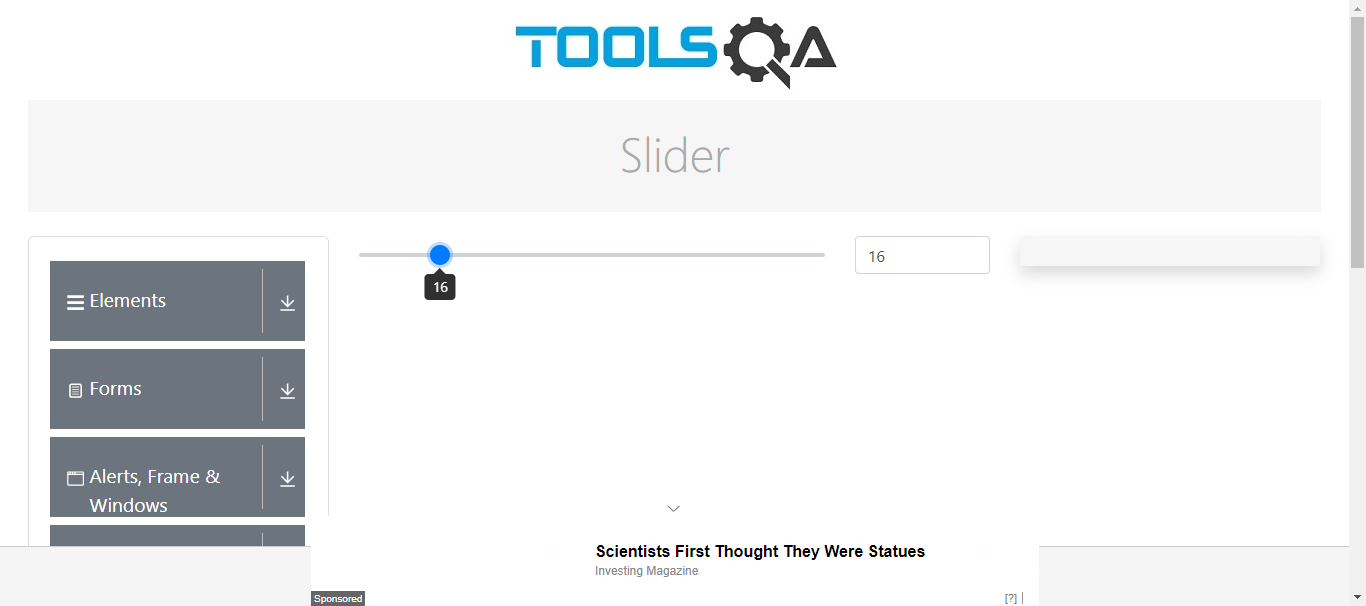 TOOLSQA
Slider
16
16
Elements
Forms
Alerts, Frame &
Windows
Scientists First Thought They Were Statues
Investing Magazine
Sponsored
[?]